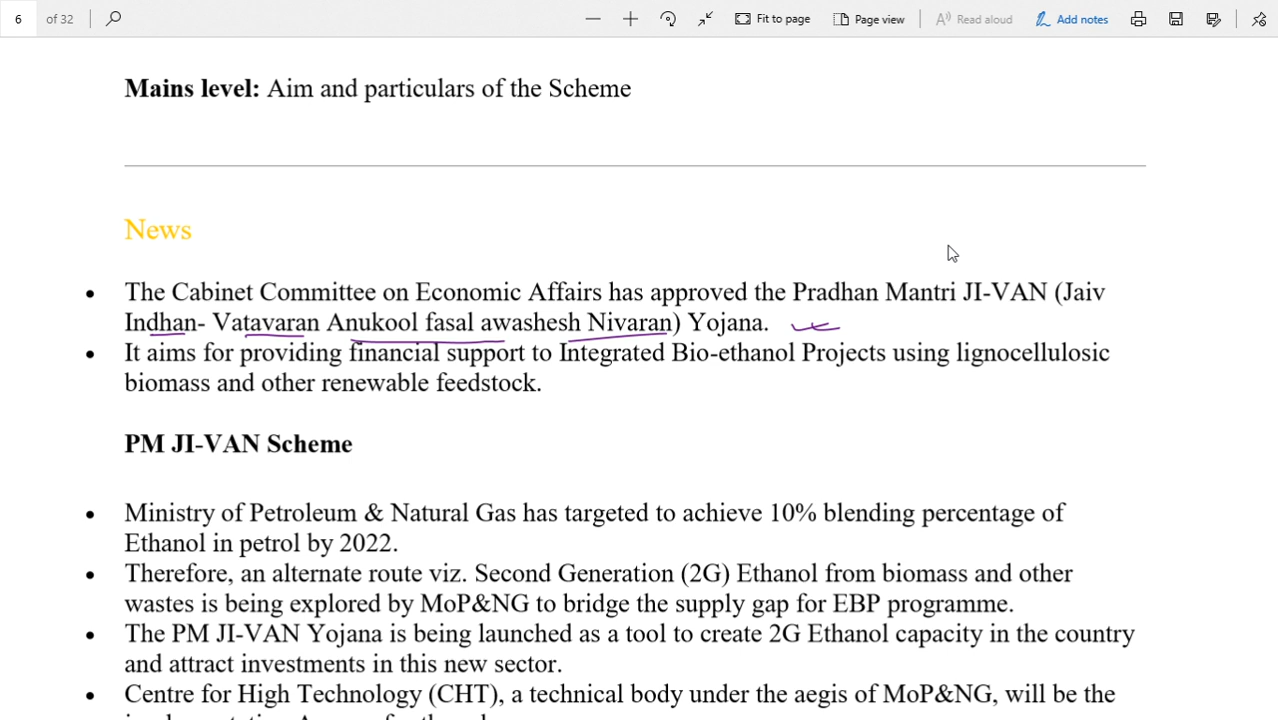 6 of 32 Fit to page Page view Read aloud Add notes
Mains level: Aim and particulars of the Scheme
News
• The Cabinet Committee on Economic Affairs has approved the Pradhan Mantri JI-VAN (Jaiv
Indhan- Vatavaran Anukool fasal awashesh Nivaran) Yojana.
• It aims for providing financial support to Integrated Bio-ethanol Projects using lignocellulosic
biomass and other renewable feedstock.
PM JI-VAN Scheme
• Ministry of Petroleum & Natural Gas has targeted to achieve 10% blending percentage of
Ethanol in petrol by 2022.
• Therefore, an alternate route viz. Second Generation (2G) Ethanol from biomass and other
wastes is being explored by MoP&NG to bridge the supply gap for EBP programme.
• The PM JI-VAN Yojana is being launched as a tool to create 2G Ethanol capacity in the country
and attract investments in this new sector.
• Centre for High Technology (CHT), a technical body under the aegis of MoP&NG, will be the